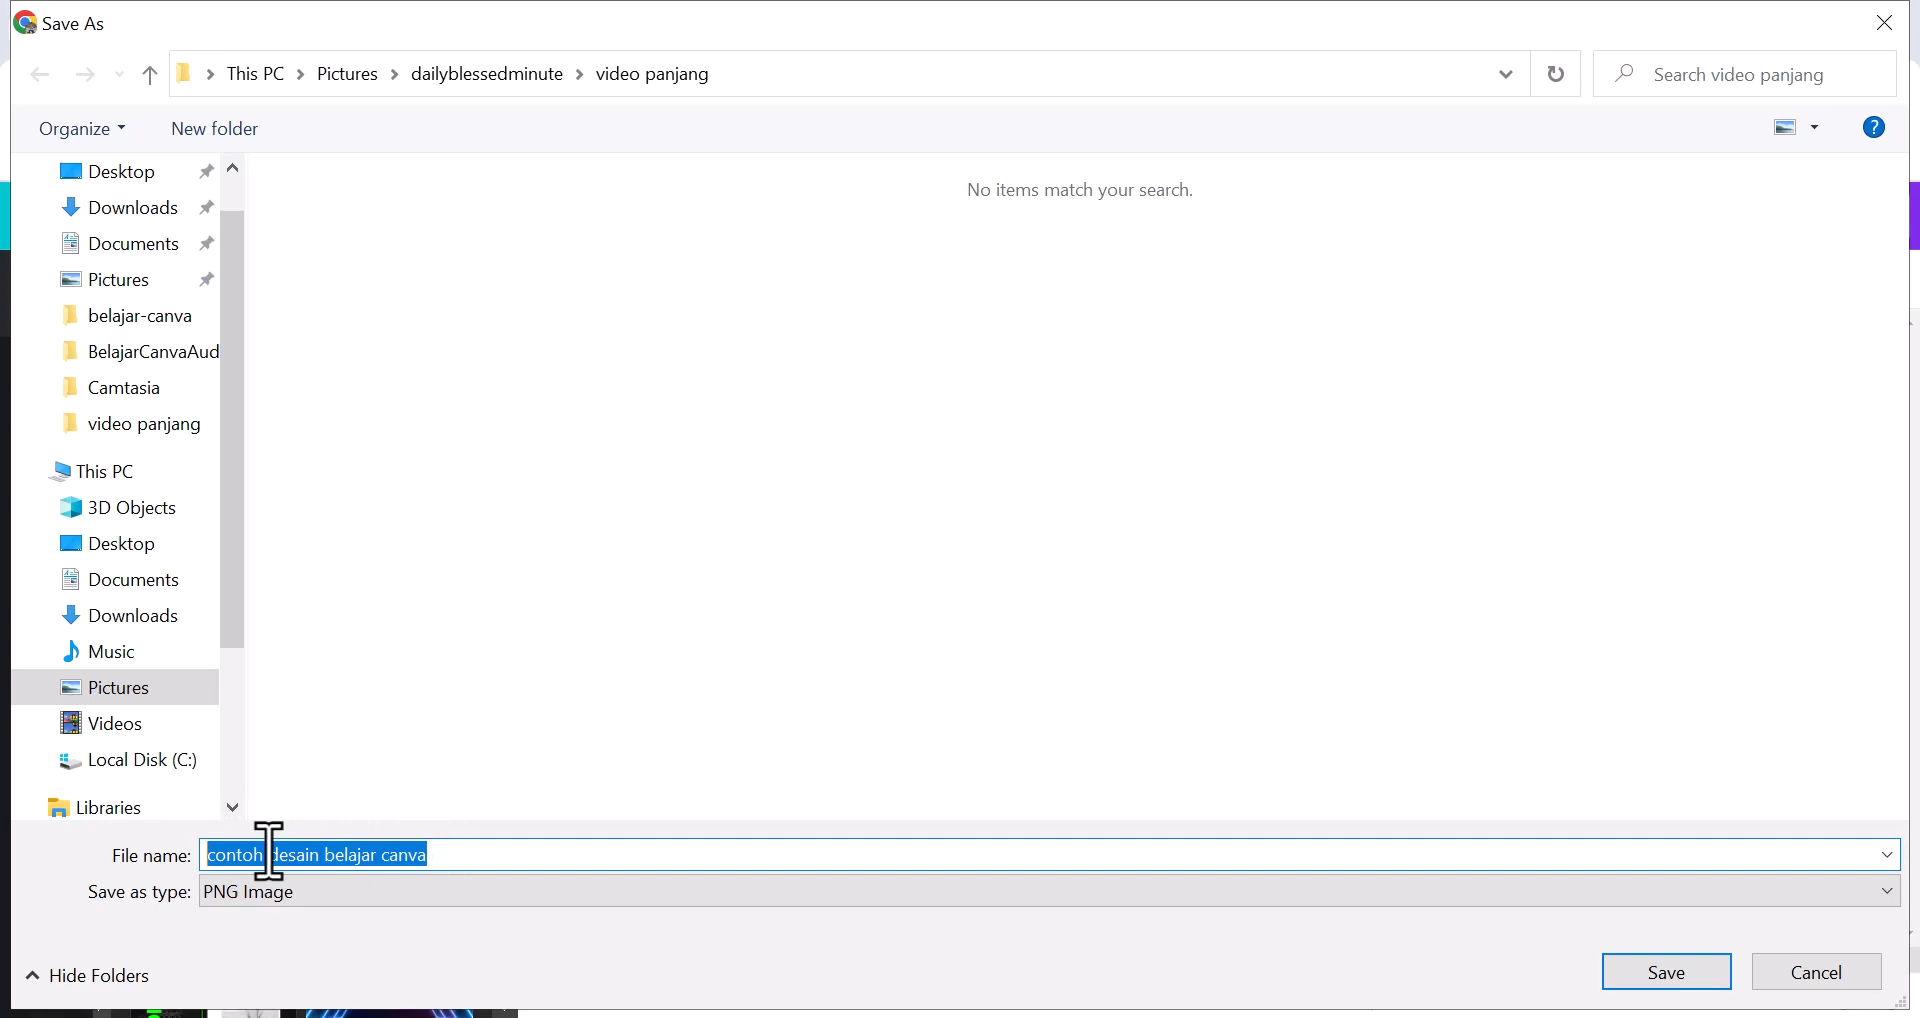 Save As
This PC > Pictures > dailyblessedminute > video panjang
Search video panjang
Organize
New folder
Desktop
Downloads
Documents
Pictures
belajar-canva
BelajarCanvaAud
Camtasia
video panjang
This PC
3D Objects
Desktop
Documents
Downloads
Music
Pictures
Videos
Local Disk (C:)
Libraries
No items match your search.
File name: contoh desain belajar canva
Save as type: PNG Image
Hide Folders
Save
Cancel